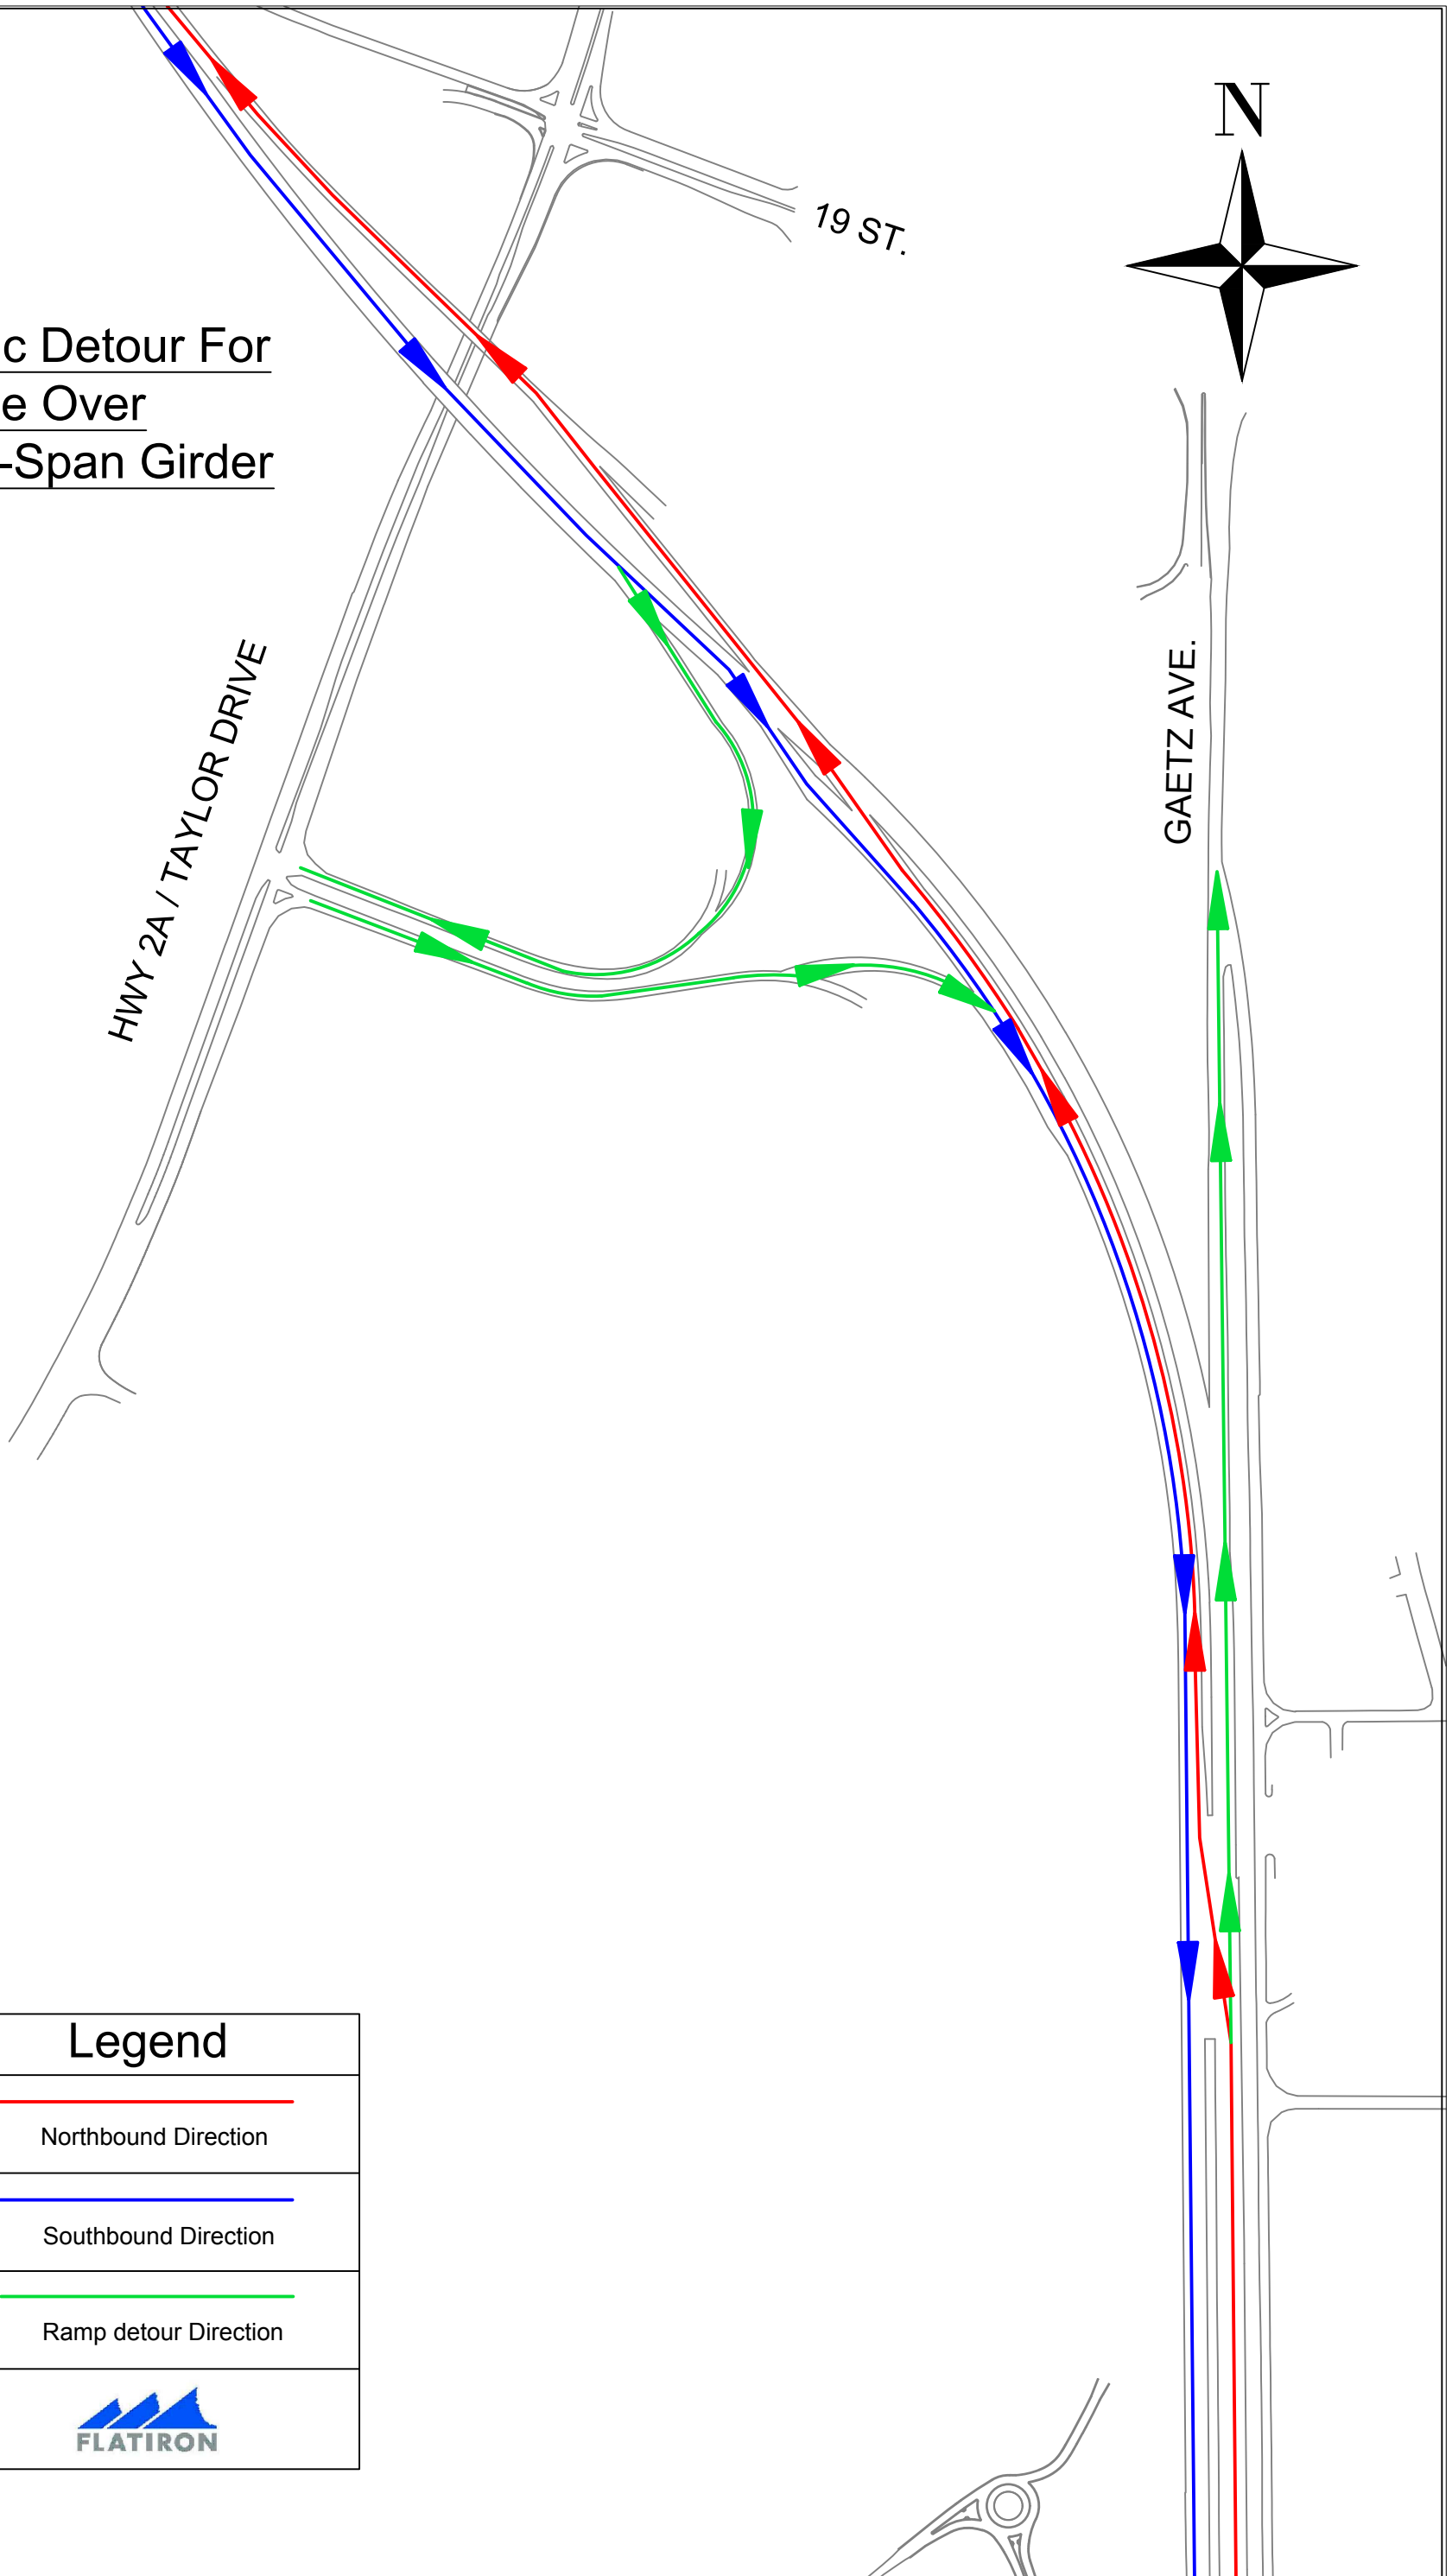 N
19 ST.
c Detour For
e Over
-Span Girder
HWY 2A / TAYLOR DRIVE
GAETZ AVE.
Legend
Northbound Direction
Southbound Direction
Ramp detour Direction
FLATIRON